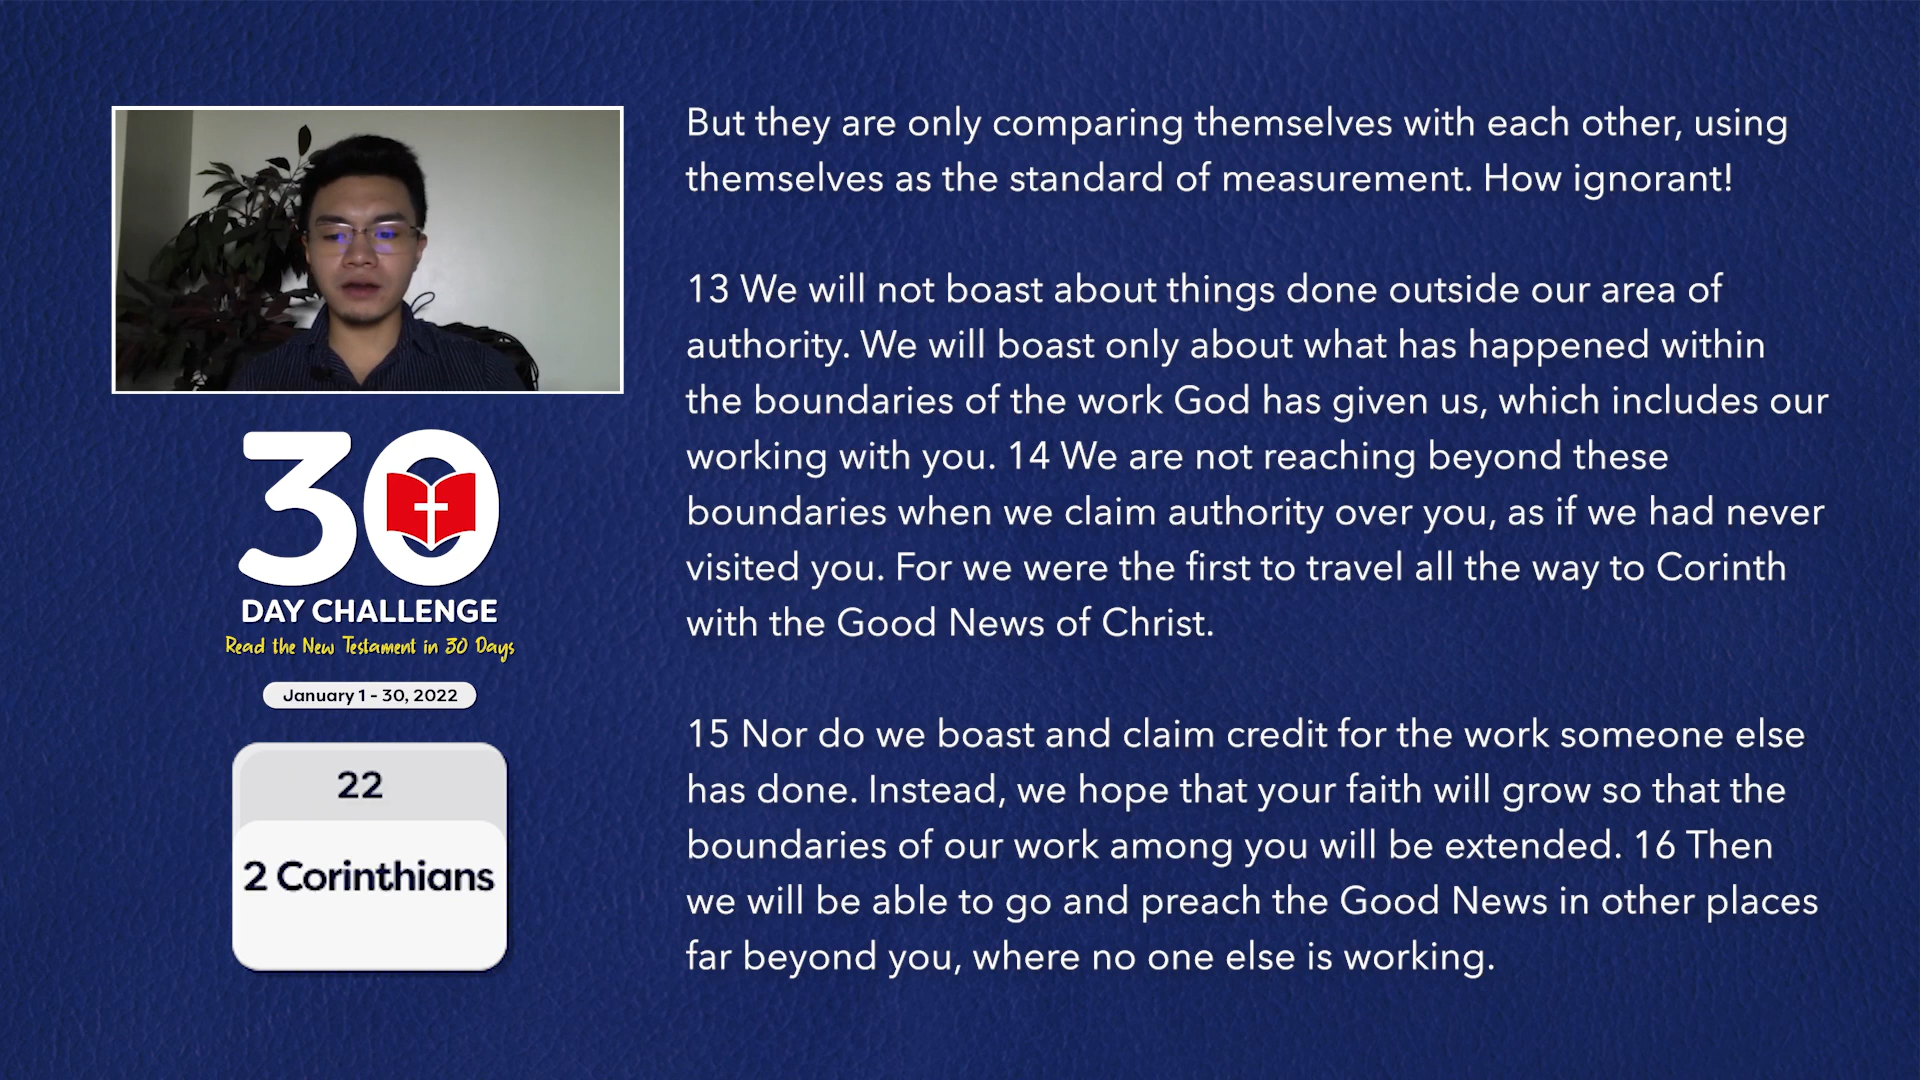 But they are only comparing themselves with each other, using
themselves as the standard of measurement. How ignorant!
13 We will not boast about things done outside our area of
authority. We will boast only about what has happened within
the boundaries of the work God has given us, which includes our
working with you. 14 We are not reaching beyond these
boundaries when we claim authority over you, as if we had never
visited you. For we were the first to travel all the way to Corinth
with the Good News of Christ.
15 Nor do we boast and claim credit for the work someone else
has done. Instead, we hope that your faith will grow so that the
boundaries of our work among you will be extended. 16 Then
we will be able to go and preach the Good News in other places
far beyond you, where no one else is working.
30
DAY CHALLENGE
Read the New Testament in 30 Days
January 1 - 30, 2022
22
2 Corinthians